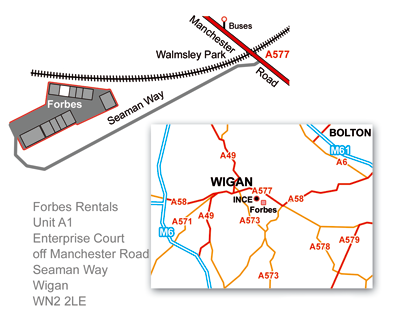 Buses
Manchester
Road
Walmsley Park
A577
Forbes
Seaman Way
BOLTON
M61
A6
A49
WIGAN
A577
INCE
Forbes
A58
A58
A571
A49
A573
A573
M6
A579
A578
Forbes Rentals
Unit A1
Enterprise Court
off Manchester Road
Seaman Way
Wigan
WN2 2LE